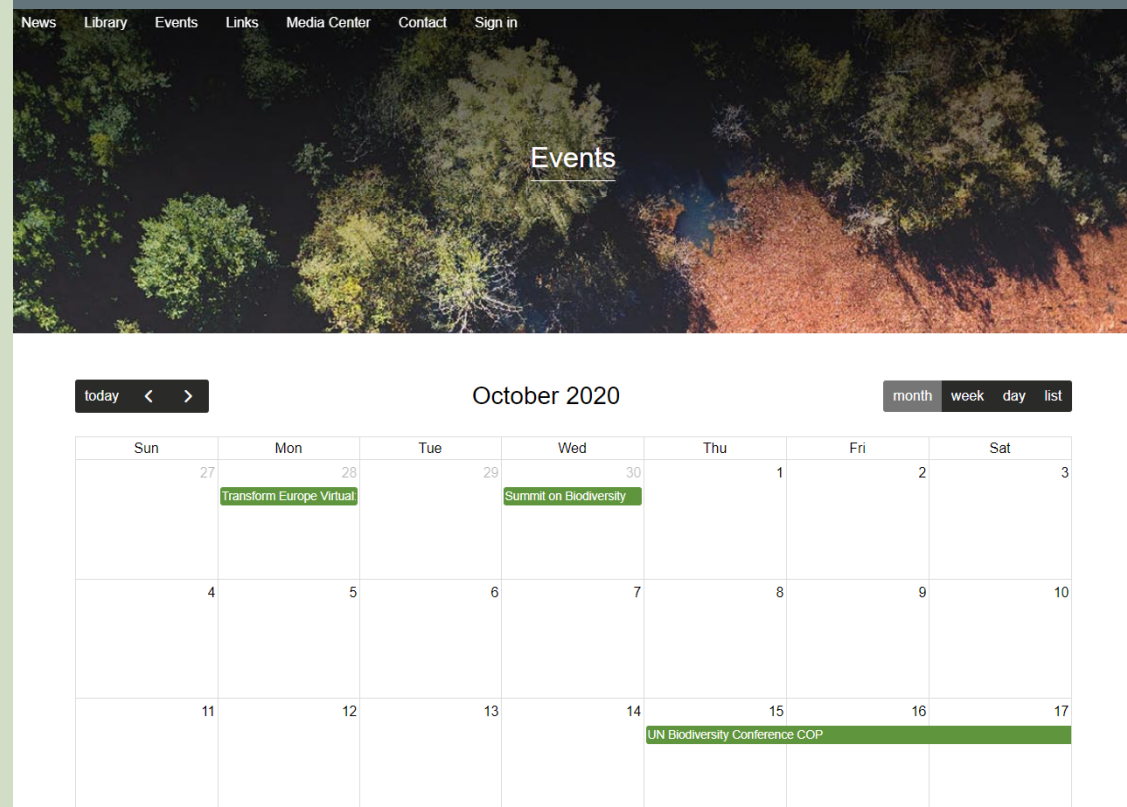 News Library Events Links Media Center Contact Sign in
Events
today
October 2020
month week day list
Sun Mon Tue Wed Thu Fri Sat
27 28 29 30 1 2 3
Transform Europe Virtual: Summit on Biodiversity
4 5 6 7 8 9 10
11 12 13 14 15 16 17
UN Biodiversity Conference COP